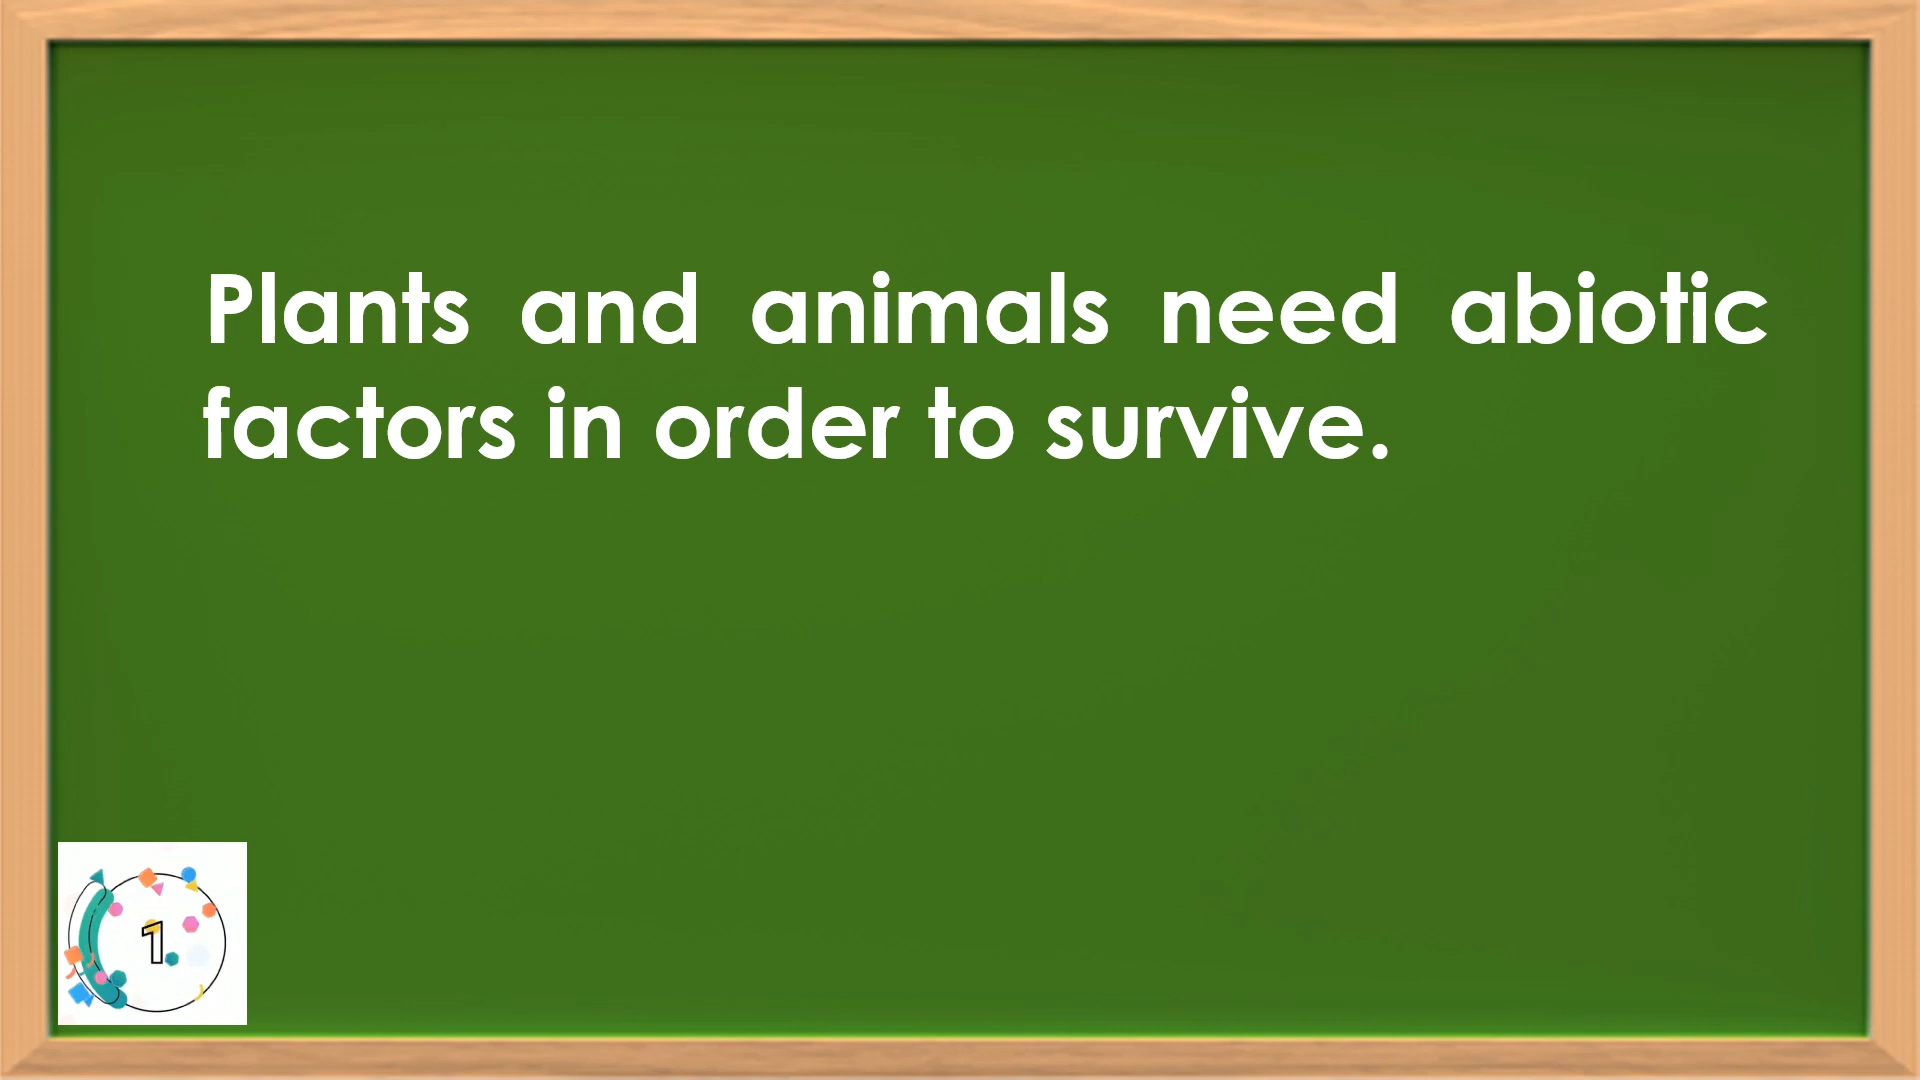 Plants and animals need abiotic
factors in order to survive.
1